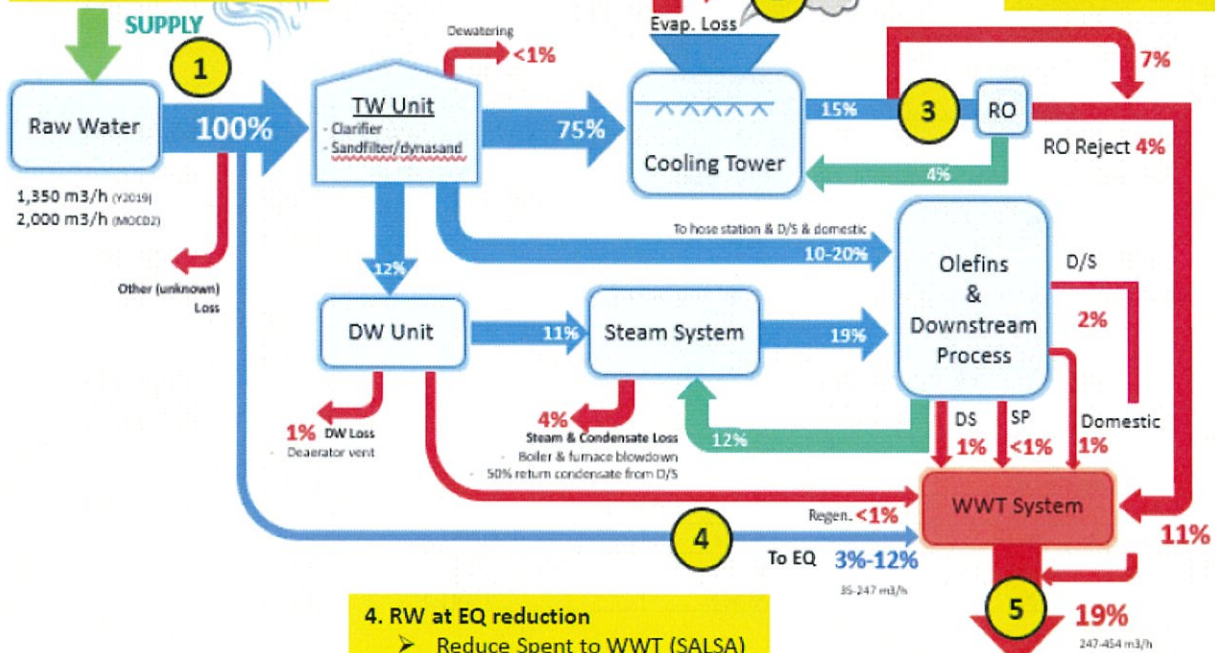 SUPPLY
1
Raw Water
100%
1,350 m3/h (Y2019)
2,000 m3/h (MOCD2)
Other (unknown)
Loss
TW Unit
- Clarifier
- Sandfilter/dynasand
Dewatering
<1%
75%
Evap. Loss
Cooling Tower
15%
3
RO
7%
RO Reject 4%
4%
To hose station & D/S & domestic
10-20%
12%
DW Unit
11%
Steam System
19%
Olefins
&
Downstream
Process
D/S
2%
1% DW Loss
Deaerator vent
4%
Steam & Condensate Loss
- Boiler & furnace blowdown
- 50% return condensate from D/S
12%
DS
1%
SP
<1%
Domestic
1%
WWT System
11%
Regen. <1%
4
To EQ 3%-12%
35-247 m3/h
5
19%
247-454 m3/h
4. RW at EQ reduction
➢ Reduce Spent to WWT (SALSA)